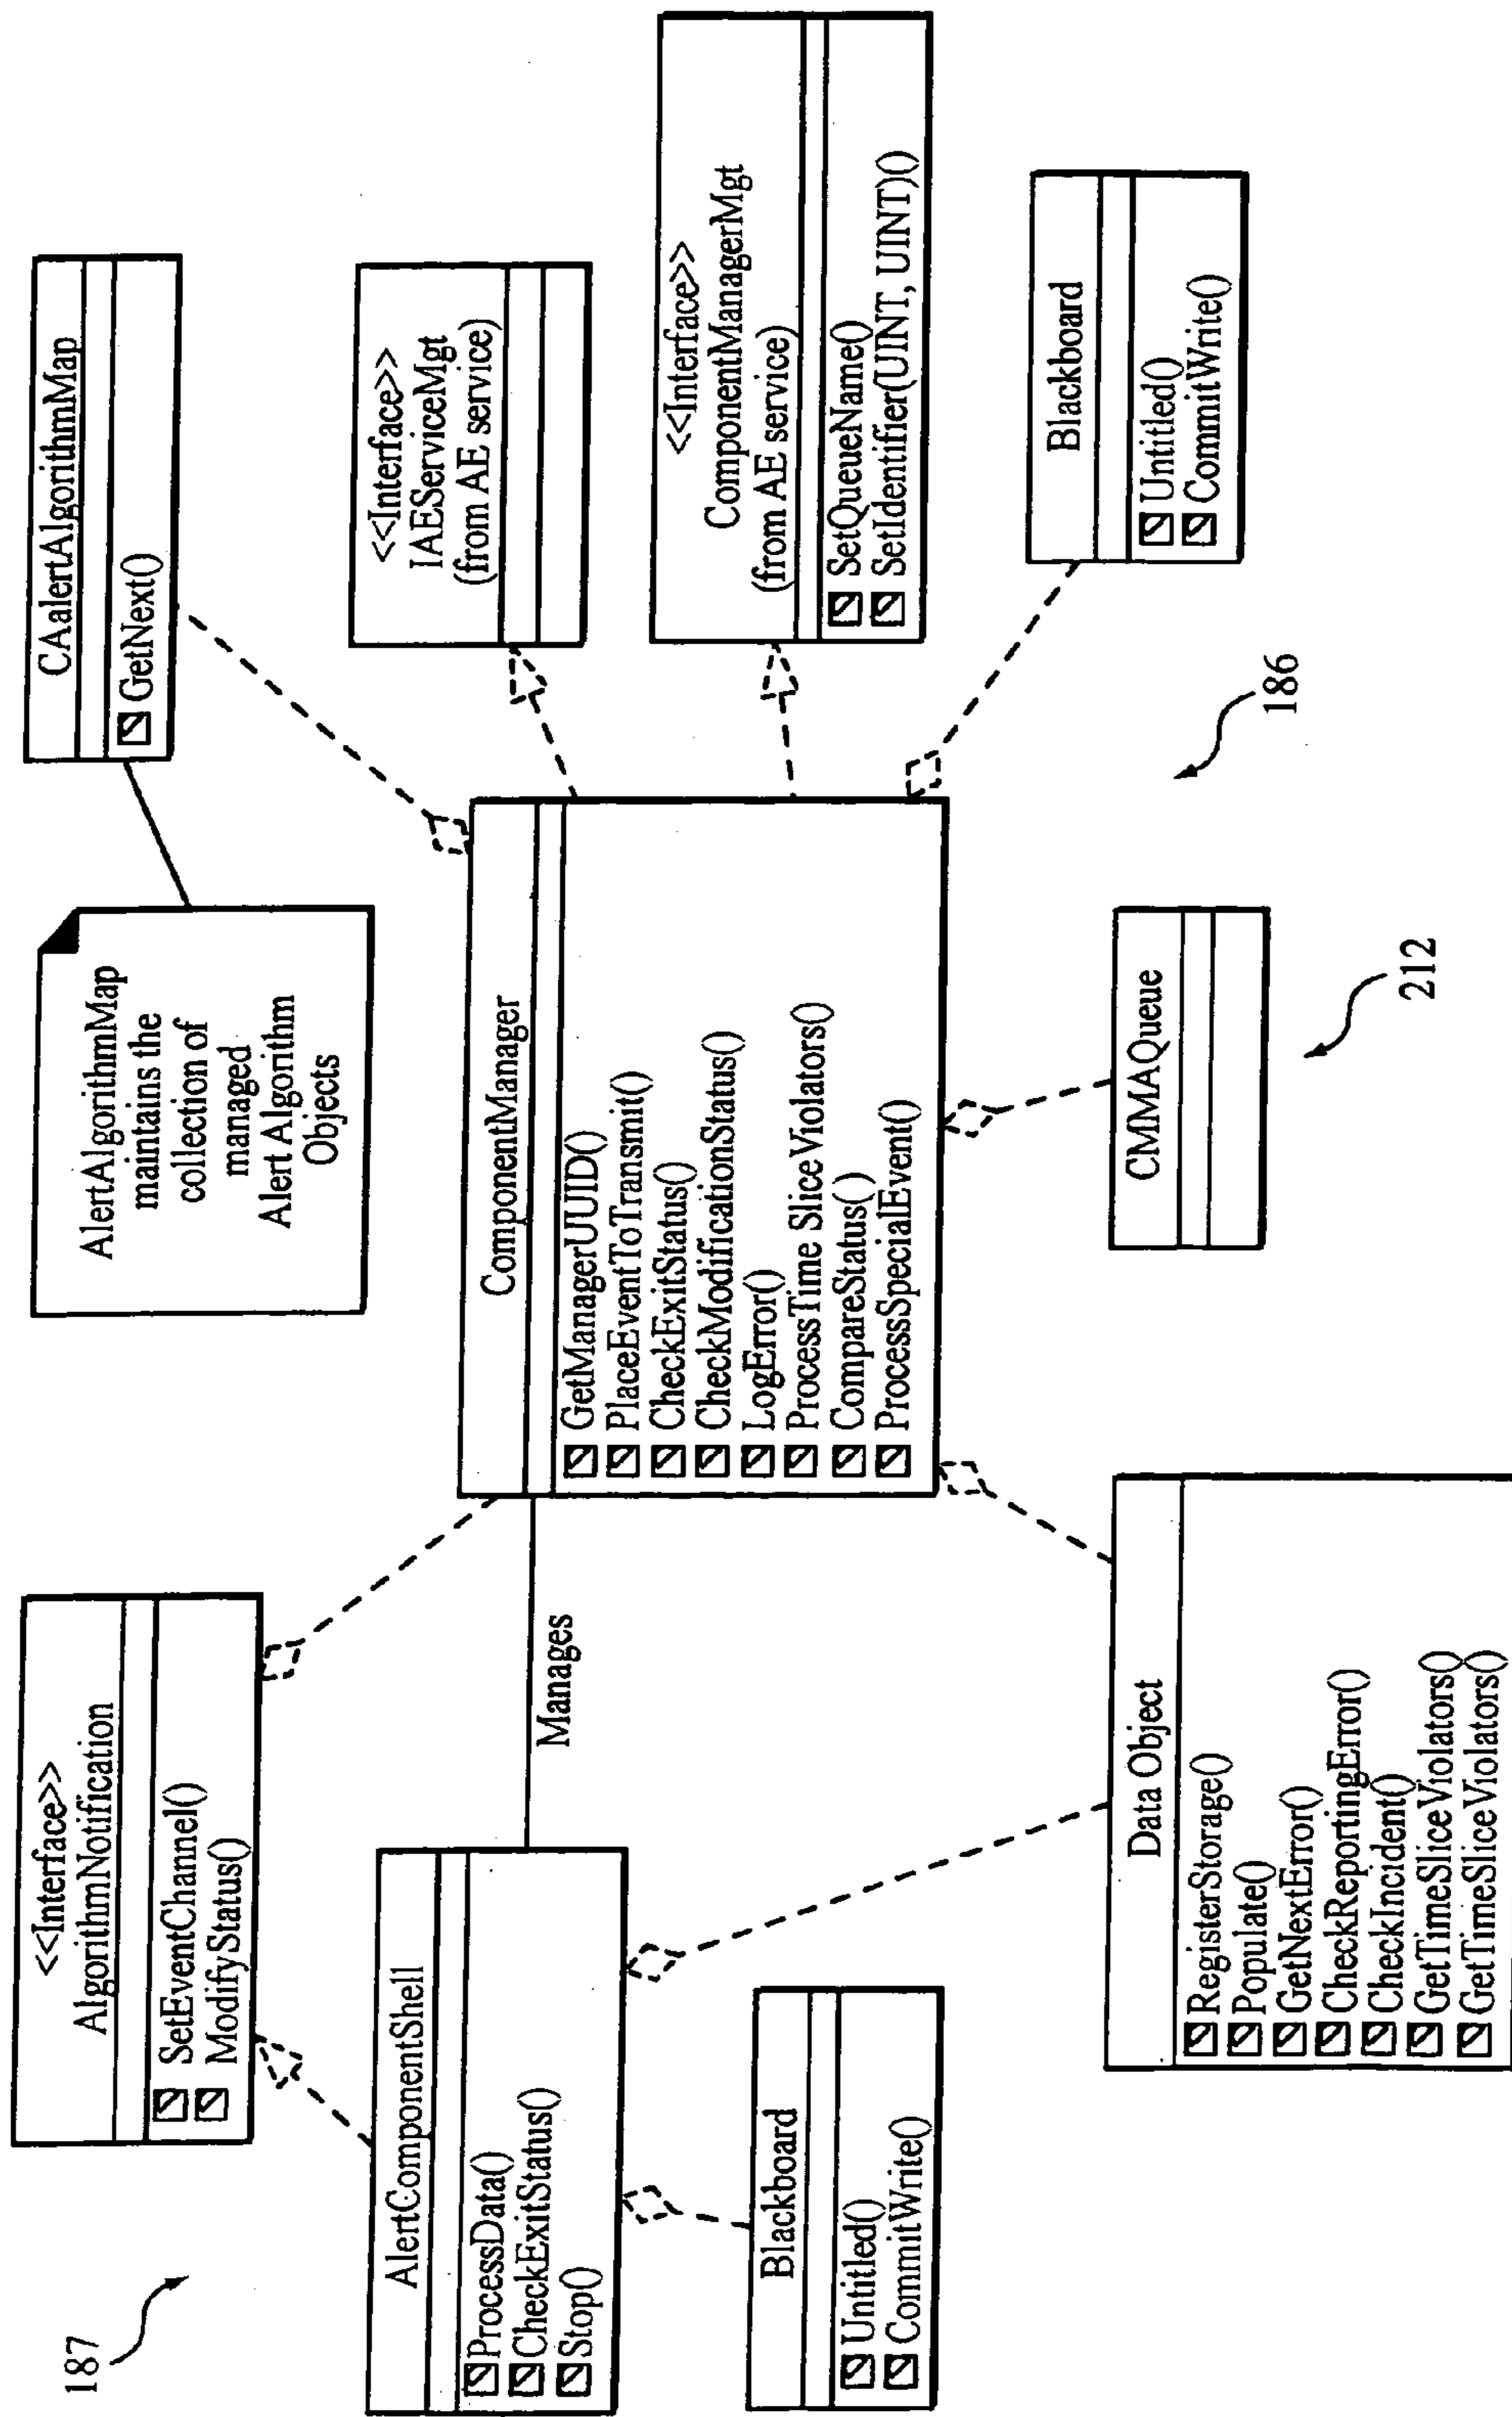 187
<<Interface>>
AlgorithmNotification
SetEventChannel()
ModifyStatus()
AlertAlgorithmMap
maintains the
collection of
managed
Alert Algorithm
Objects
CAalertAlgorithmMap
GetNext()
AlertComponentShell
ProcessData()
CheckExitStatus()
Stop()
Manages
ComponentManager
GetManagerUUID()
PlaceEventToTransmit()
CheckExitStatus()
CheckModificationStatus()
LogError()
ProcessTime SliceViolators()
CompareStatus()
ProcessSpecialEvent()
<<Interface>>
IAEServiceMgt
(from AE service)
<<Interface>>
ComponentManagerMgt
(from AE service)
SetQueueName()
SetIdentifier(UINT, UINT)()
Blackboard
Untitled()
CommitWrite()
Data Object
RegisterStorage()
Populate()
GetNextError()
CheckReportingError()
CheckIncident()
GetTimeSliceViolators()
GetTimeSliceViolators()
CMMAQueue
212
186
Blackboard
Untitled()
CommitWrite()